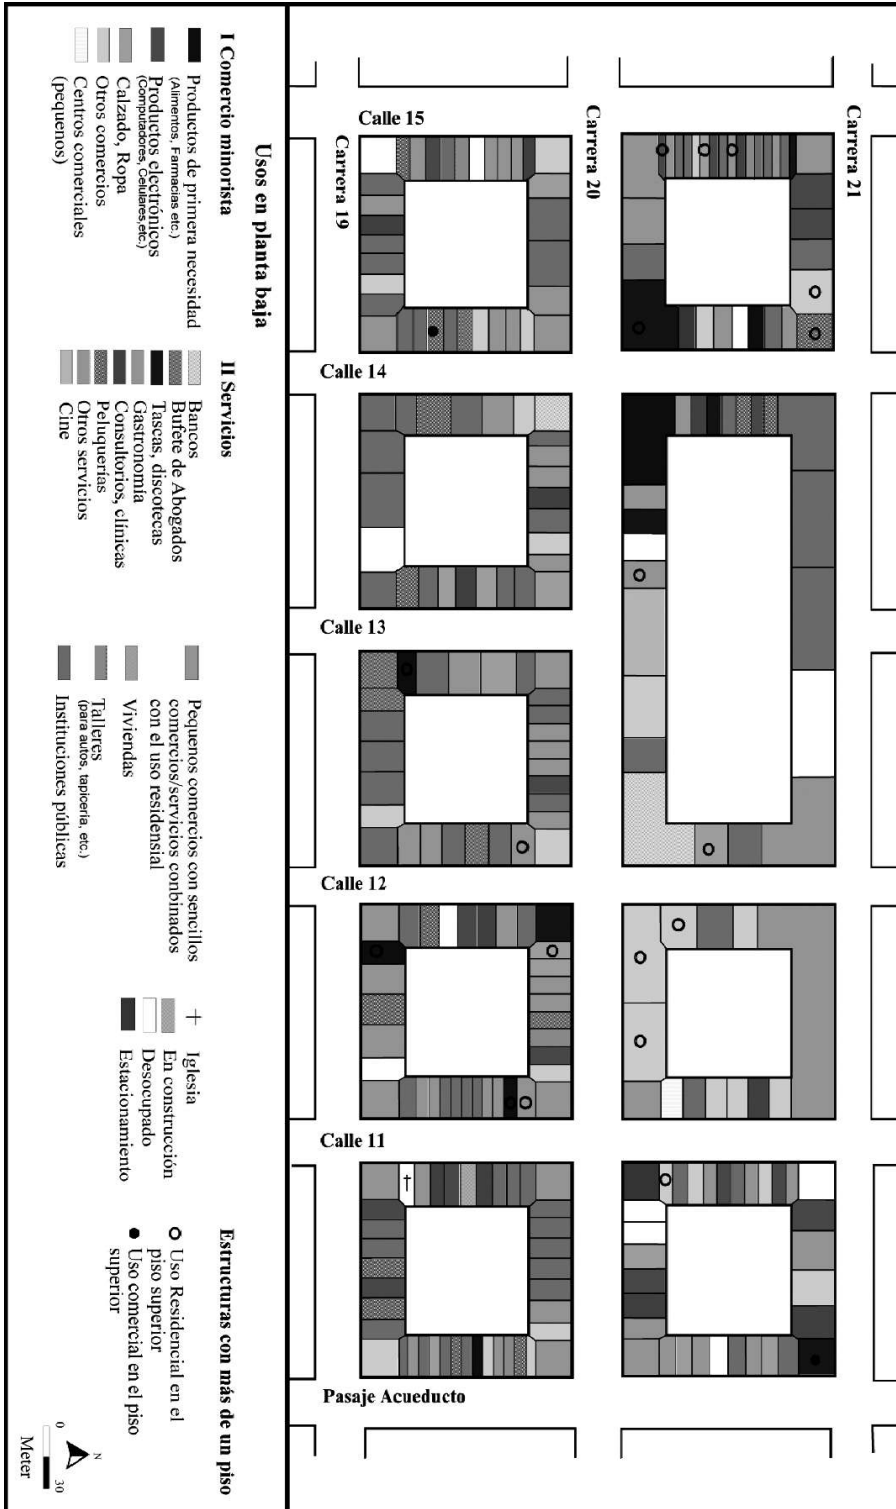 Calle 15
Carrera 19
Carrera 20
Carrera 21
Calle 14
Calle 13
Calle 12
Calle 11
Pasaje Acueducto
Usos en planta baja
I Comercio minorista
Productos de primera necesidad
(Alimentos, Farmacias etc.)
Productos electrónicos
(Computadores, Celulares,etc.)
Calzado, Ropa
Otros comercios
Centros comerciales
(pequenos)
II Servicios
Bancos
Bufete de Abogados
Tascas, discotecas
Gastronomía
Consultorios, clínicas
Peluquerías
Otros servicios
Cine
Pequenos comercios con sencillos
comercios/servicios conbinados
con el uso residensial
Viviendas
Talleres
(para autos, tapicería, etc.)
Instituciones públicas
Iglesia
En construcción
Desocupado
Estacionamiento
Estructuras con más de un piso
Uso Residencial en el
piso superior
Uso comercial en el piso
superior
N
0 30
Meter